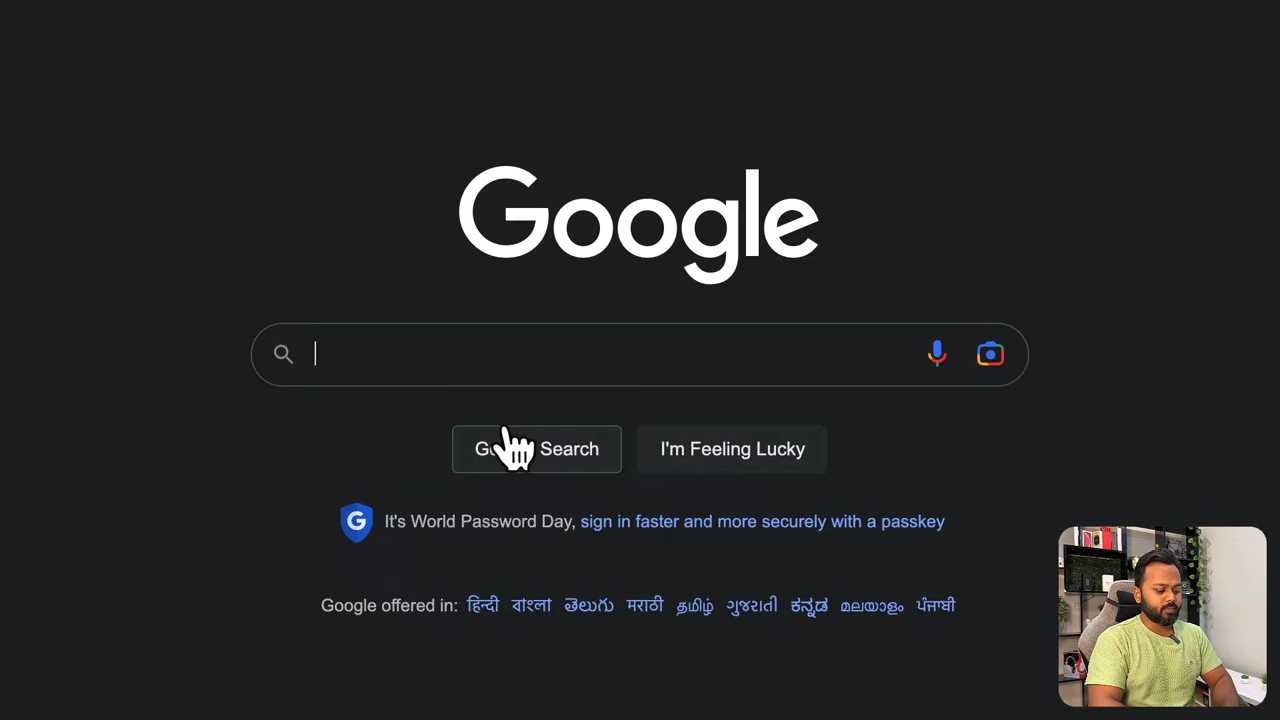 Google
Google Search
I'm Feeling Lucky
It's World Password Day, sign in faster and more securely with a passkey
Google offered in: हिन्दी বাংলা తెలుగు मराठी தமிழ் ગુજરાતી ಕನ್ನಡ മലയാളം ਪੰਜਾਬੀ